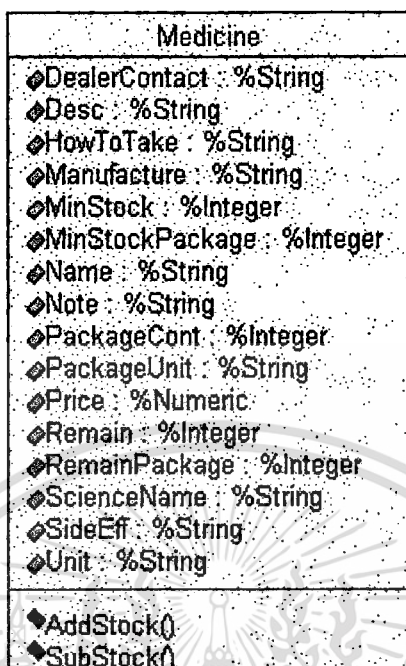 Medicine
DealerContact : %String
Desc : %String
HowToTake : %String
Manufacture : %String
MinStock : %Integer
MinStockPackage : %Integer
Name : %String
Note : %String
PackageCont : %Integer
PackageUnit : %String
Price : %Numeric
Remain : %Integer
RemainPackage : %Integer
ScienceName : %String
SideEff : %String
Unit : %String
AddStock()
SubStock()